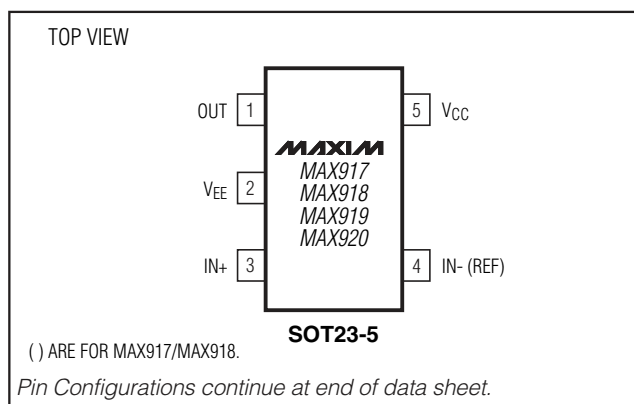 TOP VIEW
OUT 1
5 VCC
MAXIM
MAX917
MAX918
MAX919
MAX920
VEE 2
IN+ 3
4 IN- (REF)
SOT23-5
( ) ARE FOR MAX917/MAX918.
Pin Configurations continue at end of data sheet.